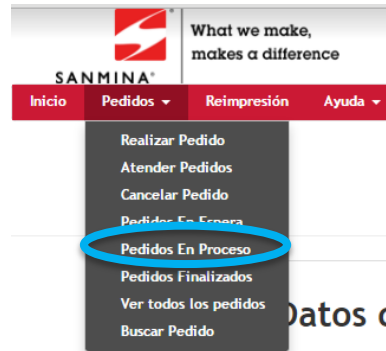 What we make,
makes a difference
SANMINA®
Inicio Pedidos Reimpresión Ayuda
Realizar Pedido
Atender Pedidos
Cancelar Pedido
Pedidos En Espera
Pedidos En Proceso
Pedidos Finalizados
Ver todos los pedidos
Datos
Buscar Pedido